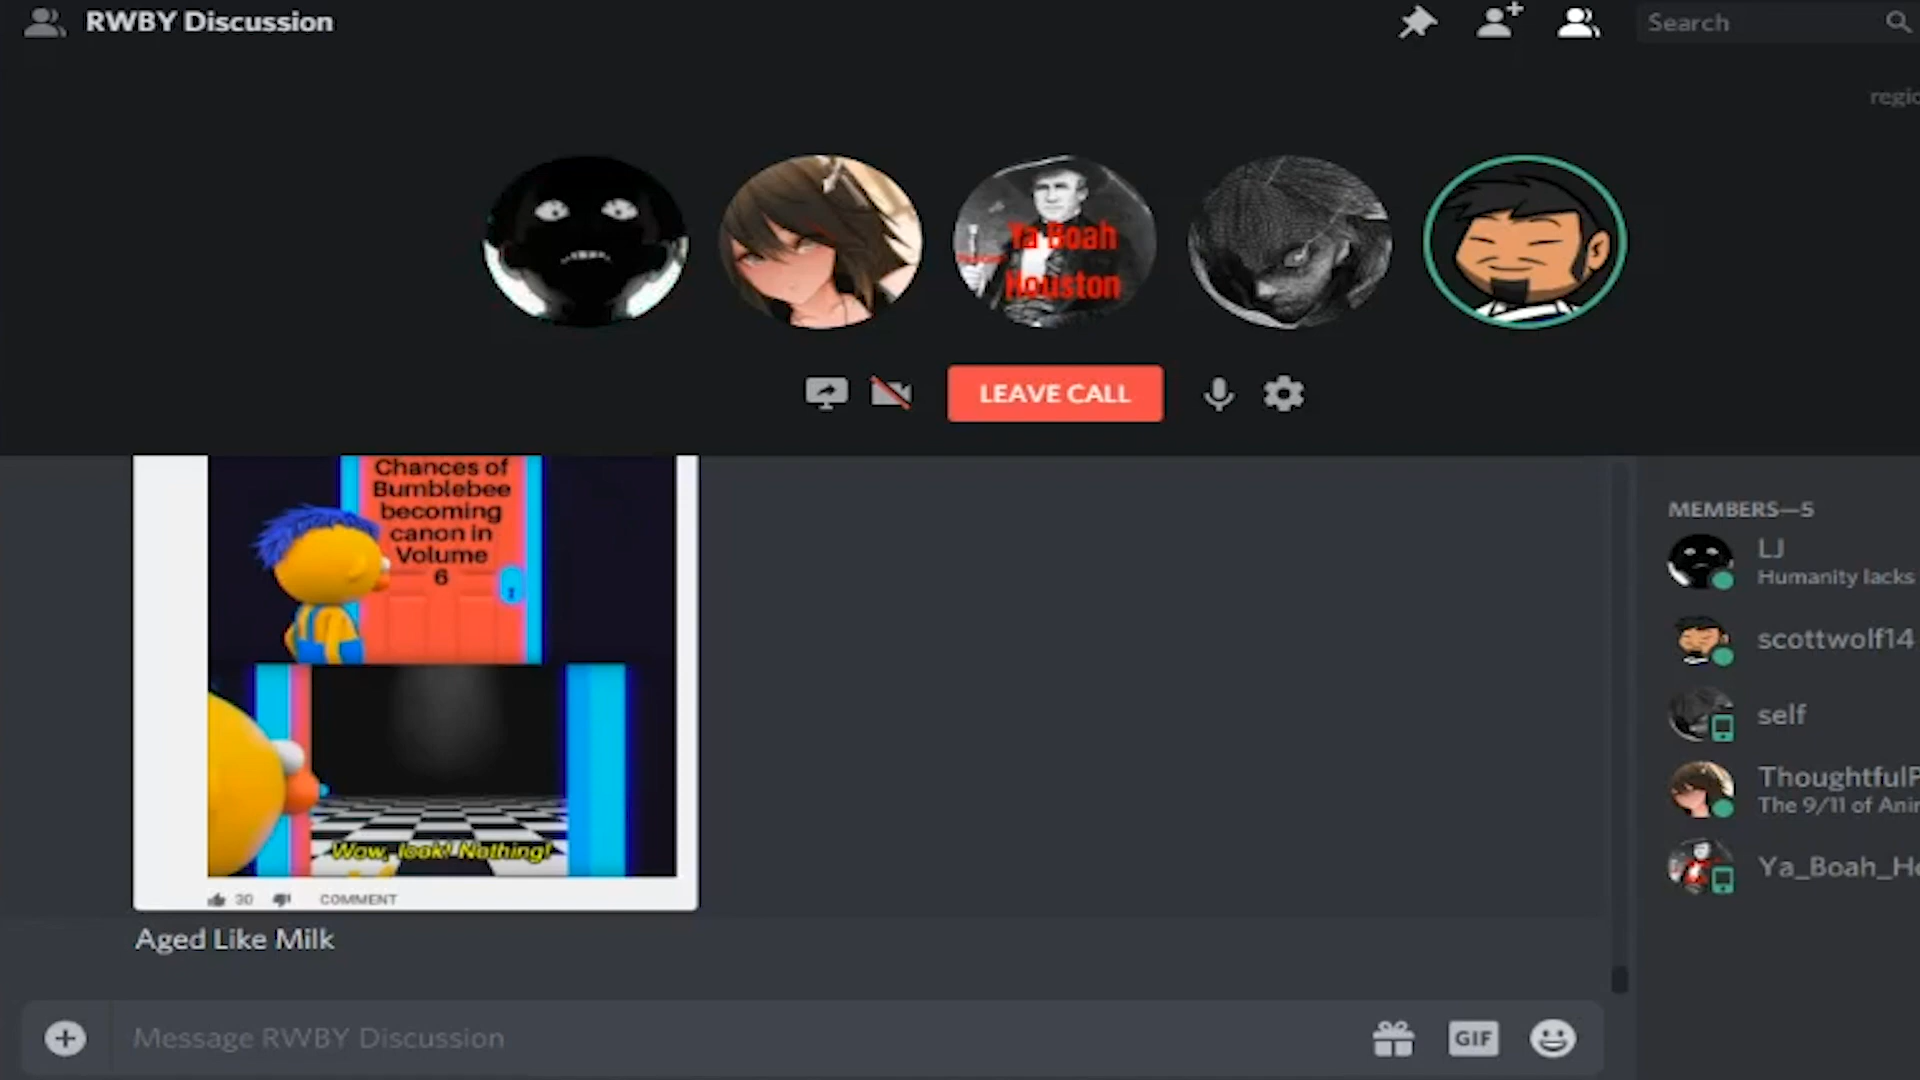 RWBY Discussion
Search
Ya Boah
Houston
LEAVE CALL
Chances of
Bumblebee
becoming
canon in
Volume
6
Wow, look! Nothing!
30 COMMENT
Aged Like Milk
Message RWBY Discussion
GIF
MEMBERS—5
LJ
Humanity lacks
scottwolf14
self
ThoughtfulP
The 9/11 of Ani
Ya_Boah_H